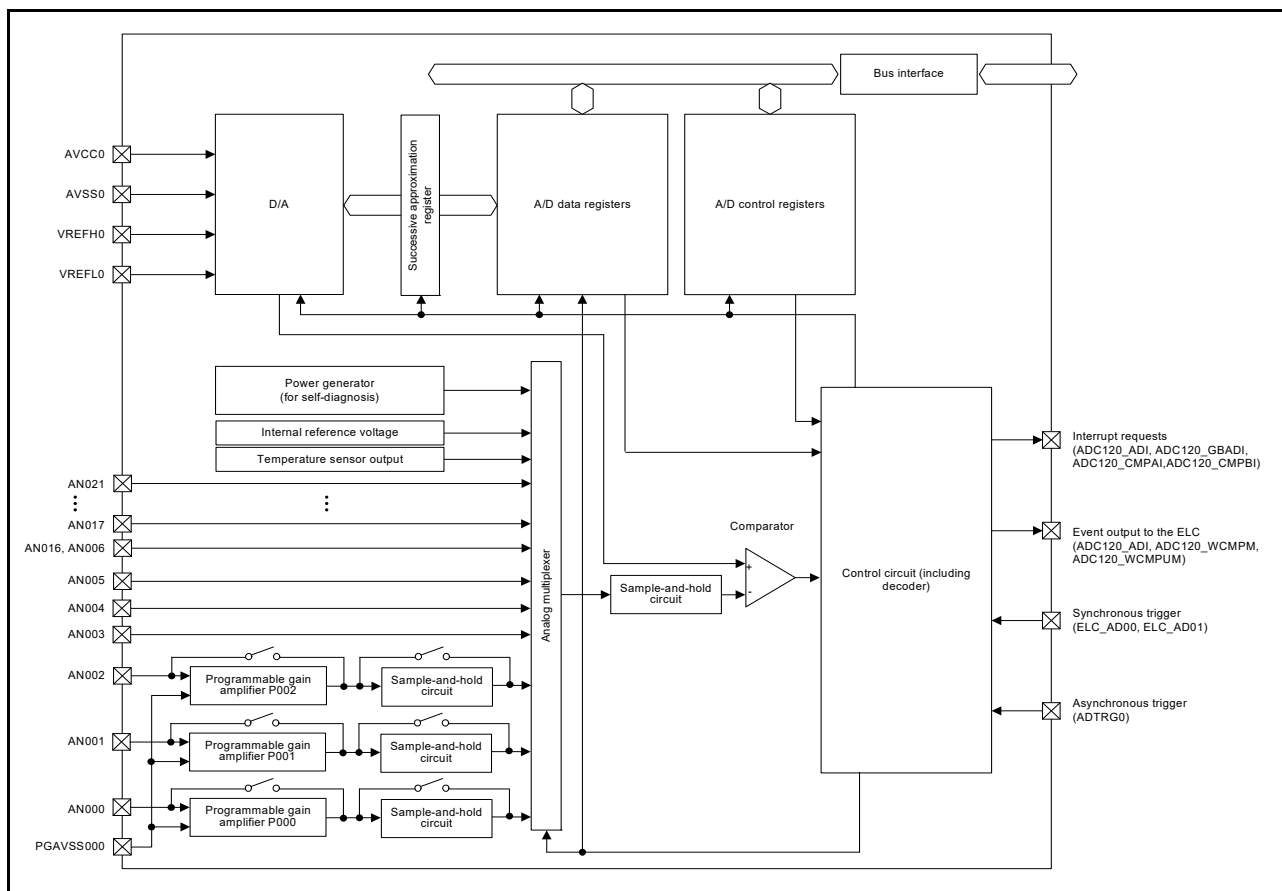 Bus interface
AVCC0
AVSS0
VREFH0
VREFL0
D/A
Successive approximation
register
A/D data registers
A/D control registers
Power generator
(for self-diagnosis)
Internal reference voltage
Temperature sensor output
AN021
AN017
AN016, AN006
AN005
AN004
AN003
AN002
AN001
AN000
PGAVSS000
Programmable gain
amplifier P002
Sample-and-hold
circuit
Programmable gain
amplifier P001
Sample-and-hold
circuit
Programmable gain
amplifier P000
Sample-and-hold
circuit
Analog multiplexer
Sample-and-hold
circuit
Comparator
+
-
Control circuit (including
decoder)
Interrupt requests
(ADC120_ADI, ADC120_GBADI,
ADC120_CMPAI,ADC120_CMPBI)
Event output to the ELC
(ADC120_ADI, ADC120_WCMPM,
ADC120_WCMPUM)
Synchronous trigger
(ELC_AD00, ELC_AD01)
Asynchronous trigger
(ADTRG0)